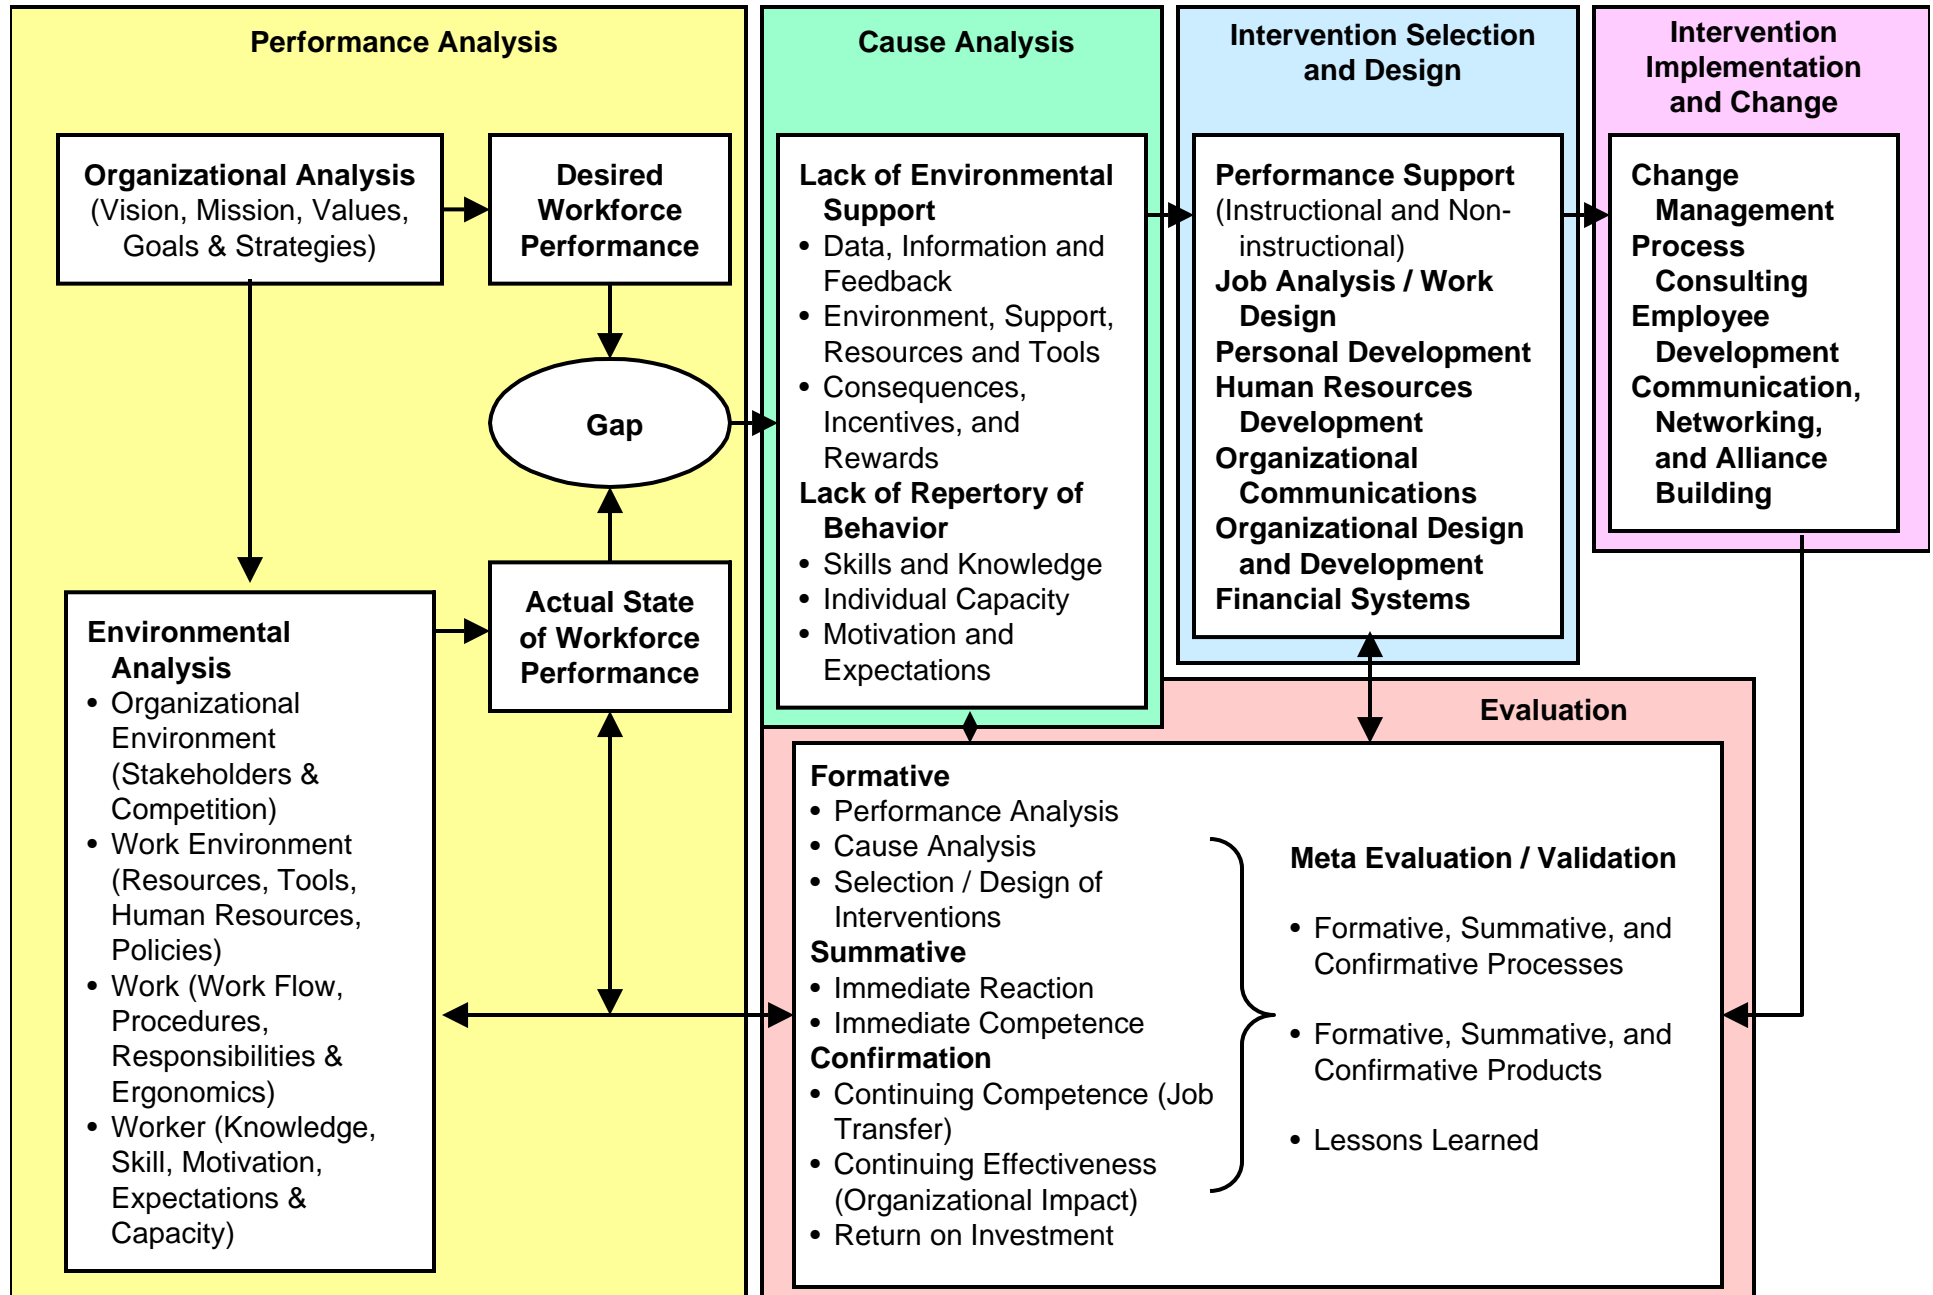 Performance Analysis
Organizational Analysis
(Vision, Mission, Values,
Goals & Strategies)
Desired
Workforce
Performance
Gap
Environmental
Analysis
• Organizational
Environment
(Stakeholders &
Competition)
• Work Environment
(Resources, Tools,
Human Resources,
Policies)
• Work (Work Flow,
Procedures,
Responsibilities &
Ergonomics)
• Worker (Knowledge,
Skill, Motivation,
Expectations &
Capacity)
Actual State
of Workforce
Performance
Cause Analysis
Lack of Environmental
Support
• Data, Information and
Feedback
• Environment, Support,
Resources and Tools
• Consequences,
Incentives, and
Rewards
Lack of Repertory of
Behavior
• Skills and Knowledge
• Individual Capacity
• Motivation and
Expectations
Intervention Selection
and Design
Performance Support
(Instructional and Non-
instructional)
Job Analysis / Work
Design
Personal Development
Human Resources
Development
Organizational
Communications
Organizational Design
and Development
Financial Systems
Intervention
Implementation
and Change
Change
Management
Process
Consulting
Employee
Development
Communication,
Networking,
and Alliance
Building
Evaluation
Formative
• Performance Analysis
• Cause Analysis
• Selection / Design of
Interventions
Summative
• Immediate Reaction
• Immediate Competence
Confirmation
• Continuing Competence (Job
Transfer)
• Continuing Effectiveness
(Organizational Impact)
• Return on Investment
Meta Evaluation / Validation
• Formative, Summative, and
Confirmative Processes
• Formative, Summative, and
Confirmative Products
• Lessons Learned